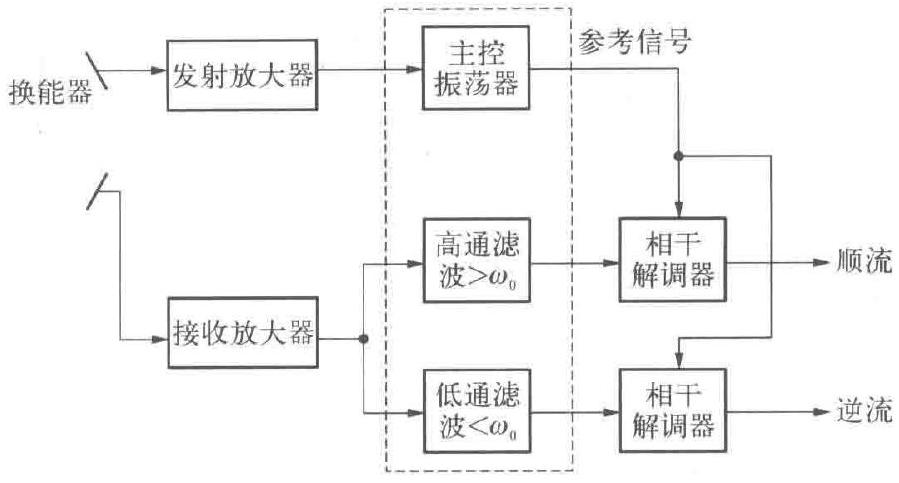 换能器
发射放大器
主控
振荡器
参考信号
高通滤
波>ω₀
相干
解调器
顺流
接收放大器
低通滤
波<ω₀
相干
解调器
逆流